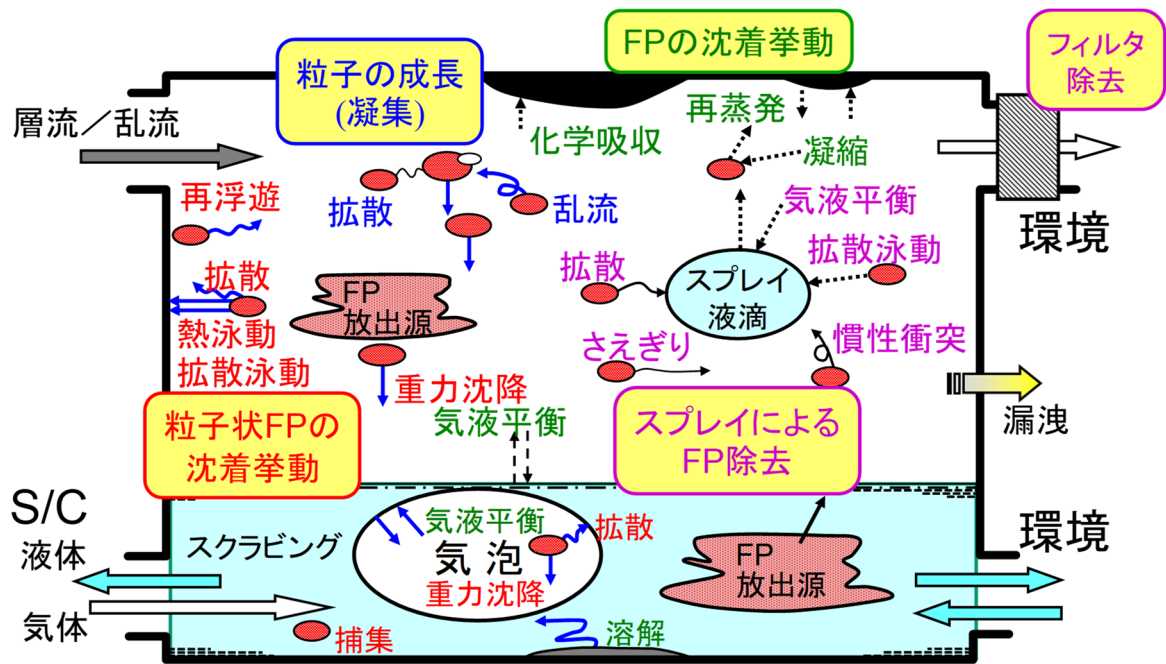 FPの沈着挙動
フィルタ
除去
粒子の成長
(凝集)
層流／乱流
化学吸収
再蒸発
凝縮
再浮遊
拡散
乱流
気液平衡
環境
拡散
FP
放出源
拡散
スプレイ
液滴
拡散泳動
熱泳動
拡散泳動
さえぎり
慣性衝突
重力沈降
漏洩
粒子状FPの
沈着挙動
気液平衡
スプレイによる
FP除去
S/C
液体
気体
スクラビング
気液平衡
気泡
拡散
重力沈降
FP
放出源
環境
捕集
溶解